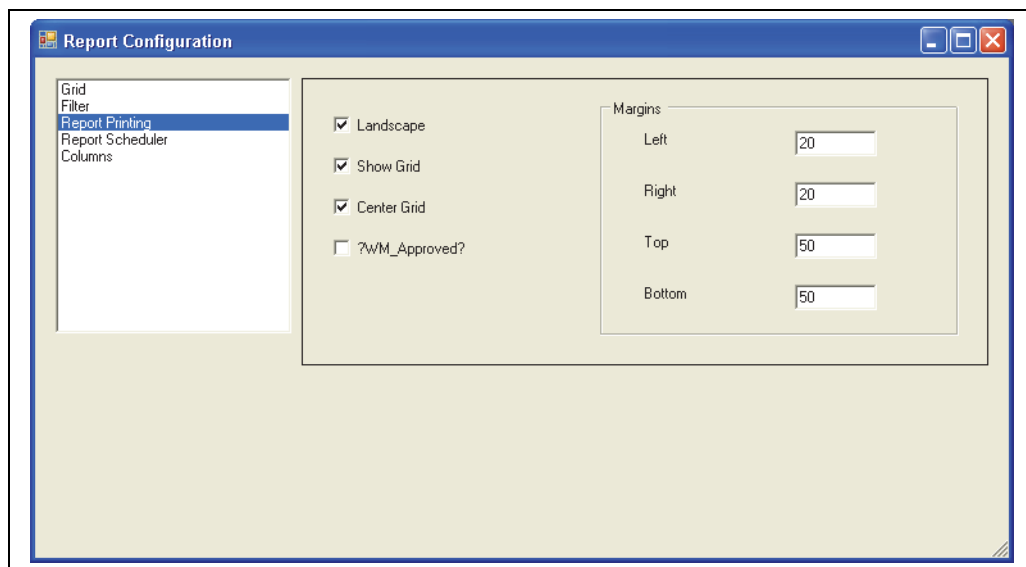 Report Configuration
Grid
Filter
Report Printing
Report Scheduler
Columns
Landscape
Show Grid
Center Grid
?WM_Approved?
Margins
Left 20
Right 20
Top 50
Bottom 50